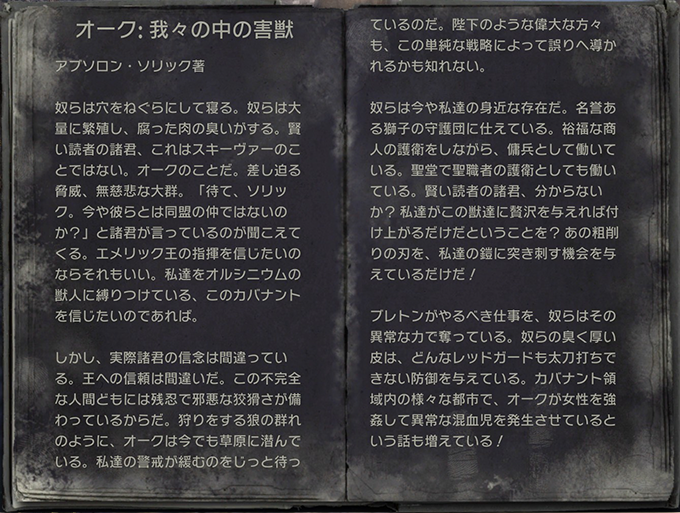 オーク: 我々の中の害獣
アプソロン・ソリック著
奴らは穴をねぐらにして寝る。奴らは大
量に繁殖し、腐った肉の臭いがする。賢
い読者の諸君、これはスキーヴァーのこ
とではない。オークのことだ。差し迫る
脅威、無慈悲な大群。「待て、ソリッ
ク。今や彼らとは同盟の仲ではないの
か?」と諸君が言っているのが聞こえて
くる。エメリック王の指揮を信じたいの
ならそれもいい。私達をオルシニウムの
獣人に縛りつけている、このカバナント
を信じたいのであれば。
しかし、実際諸君の信念は間違ってい
る。王への信頼は間違いだ。この不完全
な人間どもには残忍で邪悪な狡猾さが備
わっているからだ。狩りをする狼の群れ
のように、オークは今でも草原に潜んで
いる。私達の警戒が緩むのをじっと待っ
ているのだ。陛下のような偉大な方々
も、この単純な戦略によって誤りへ導か
れるかも知れない。
奴らは今や私達の身近な存在だ。名誉あ
る獅子の守護団に仕えている。裕福な商
人の護衛をしながら、傭兵として働いて
いる。聖堂で聖職者の護衛としても働い
ている。賢い読者の諸君、分からない
か? 私達がこの獣達に贅沢を与えれば付
け上がるだけだということを? あの粗削
りの刃を、私達の鎧に突き刺す機会を与
えているだけだ!
ブレトンがやるべき仕事を、奴らはその
異常な力で奪っている。奴らの臭く厚い
皮は、どんなレッドガードも太刀打ちで
きない防御を与えている。カバナント領
域内の様々な都市で、オークが女性を強
姦して異常な混血児を発生させていると
いう話も増えている!